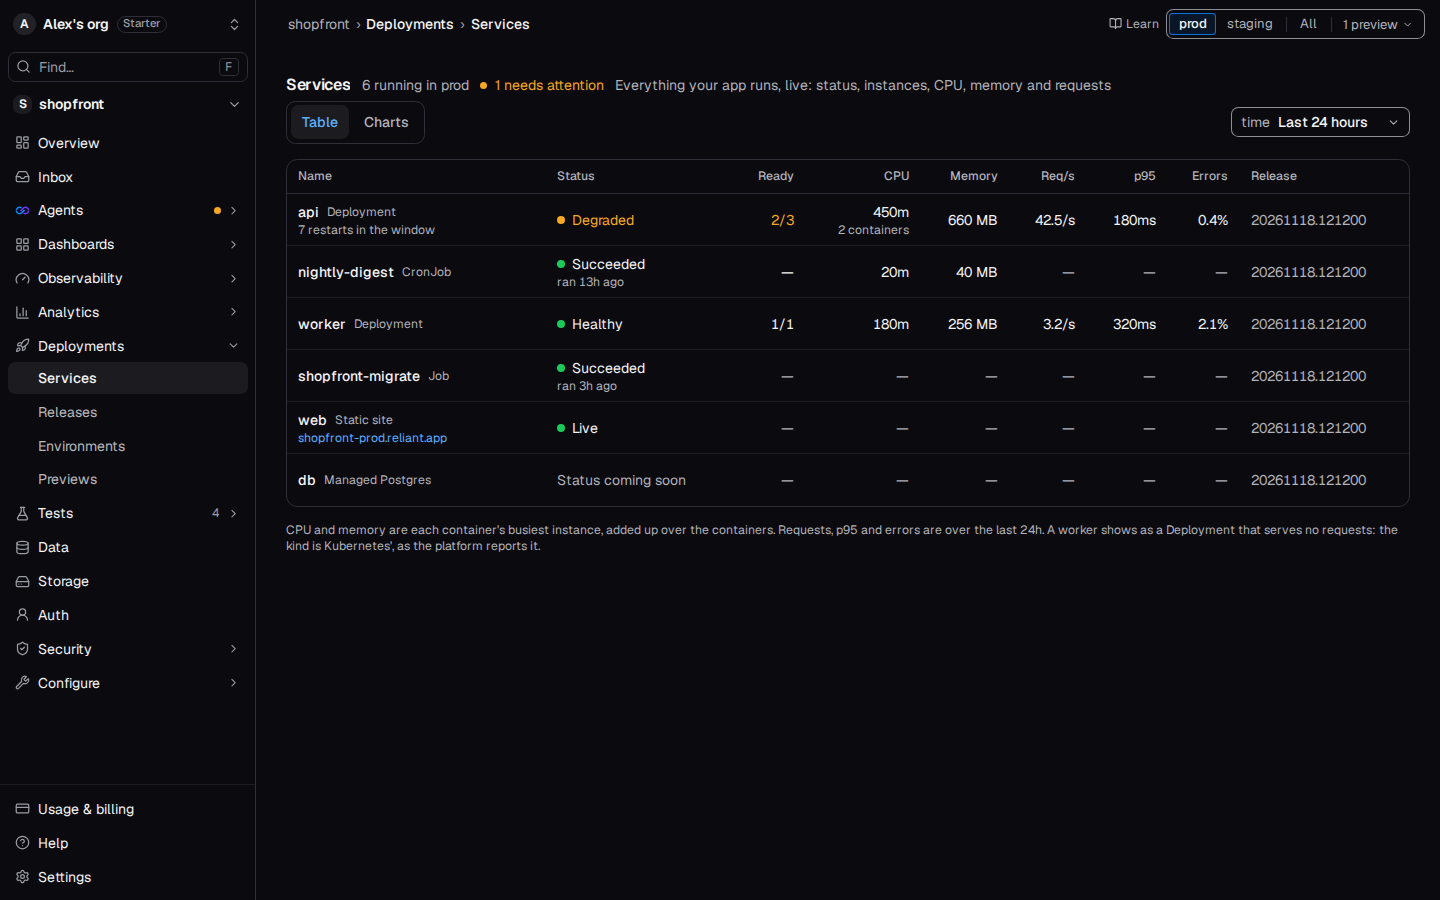 A Alex's org Starter
Find... F
S shopfront
Overview
Inbox
Agents
Dashboards
Observability
Analytics
Deployments
Services
Releases
Environments
Previews
Tests 4
Data
Storage
Auth
Security
Configure
Usage & billing
Help
Settings
shopfront › Deployments › Services
Learn prod staging All 1 preview
Services 6 running in prod 1 needs attention Everything your app runs, live: status, instances, CPU, memory and requests
Table Charts
time Last 24 hours
Name Status Ready CPU Memory Req/s p95 Errors Release
api Deployment Degraded 2/3 450m 660 MB 42.5/s 180ms 0.4% 20261118.121200
7 restarts in the window 2 containers
nightly-digest CronJob Succeeded — 20m 40 MB — — — 20261118.121200
ran 13h ago
worker Deployment Healthy 1/1 180m 256 MB 3.2/s 320ms 2.1% 20261118.121200
shopfront-migrate Job Succeeded — — — — — — 20261118.121200
ran 3h ago
web Static site Live — — — — — — 20261118.121200
shopfront-prod.reliant.app
db Managed Postgres Status coming soon — — — — — — 20261118.121200
CPU and memory are each container's busiest instance, added up over the containers. Requests, p95 and errors are over the last 24h. A worker shows as a Deployment that serves no requests: the
kind is Kubernetes', as the platform reports it.